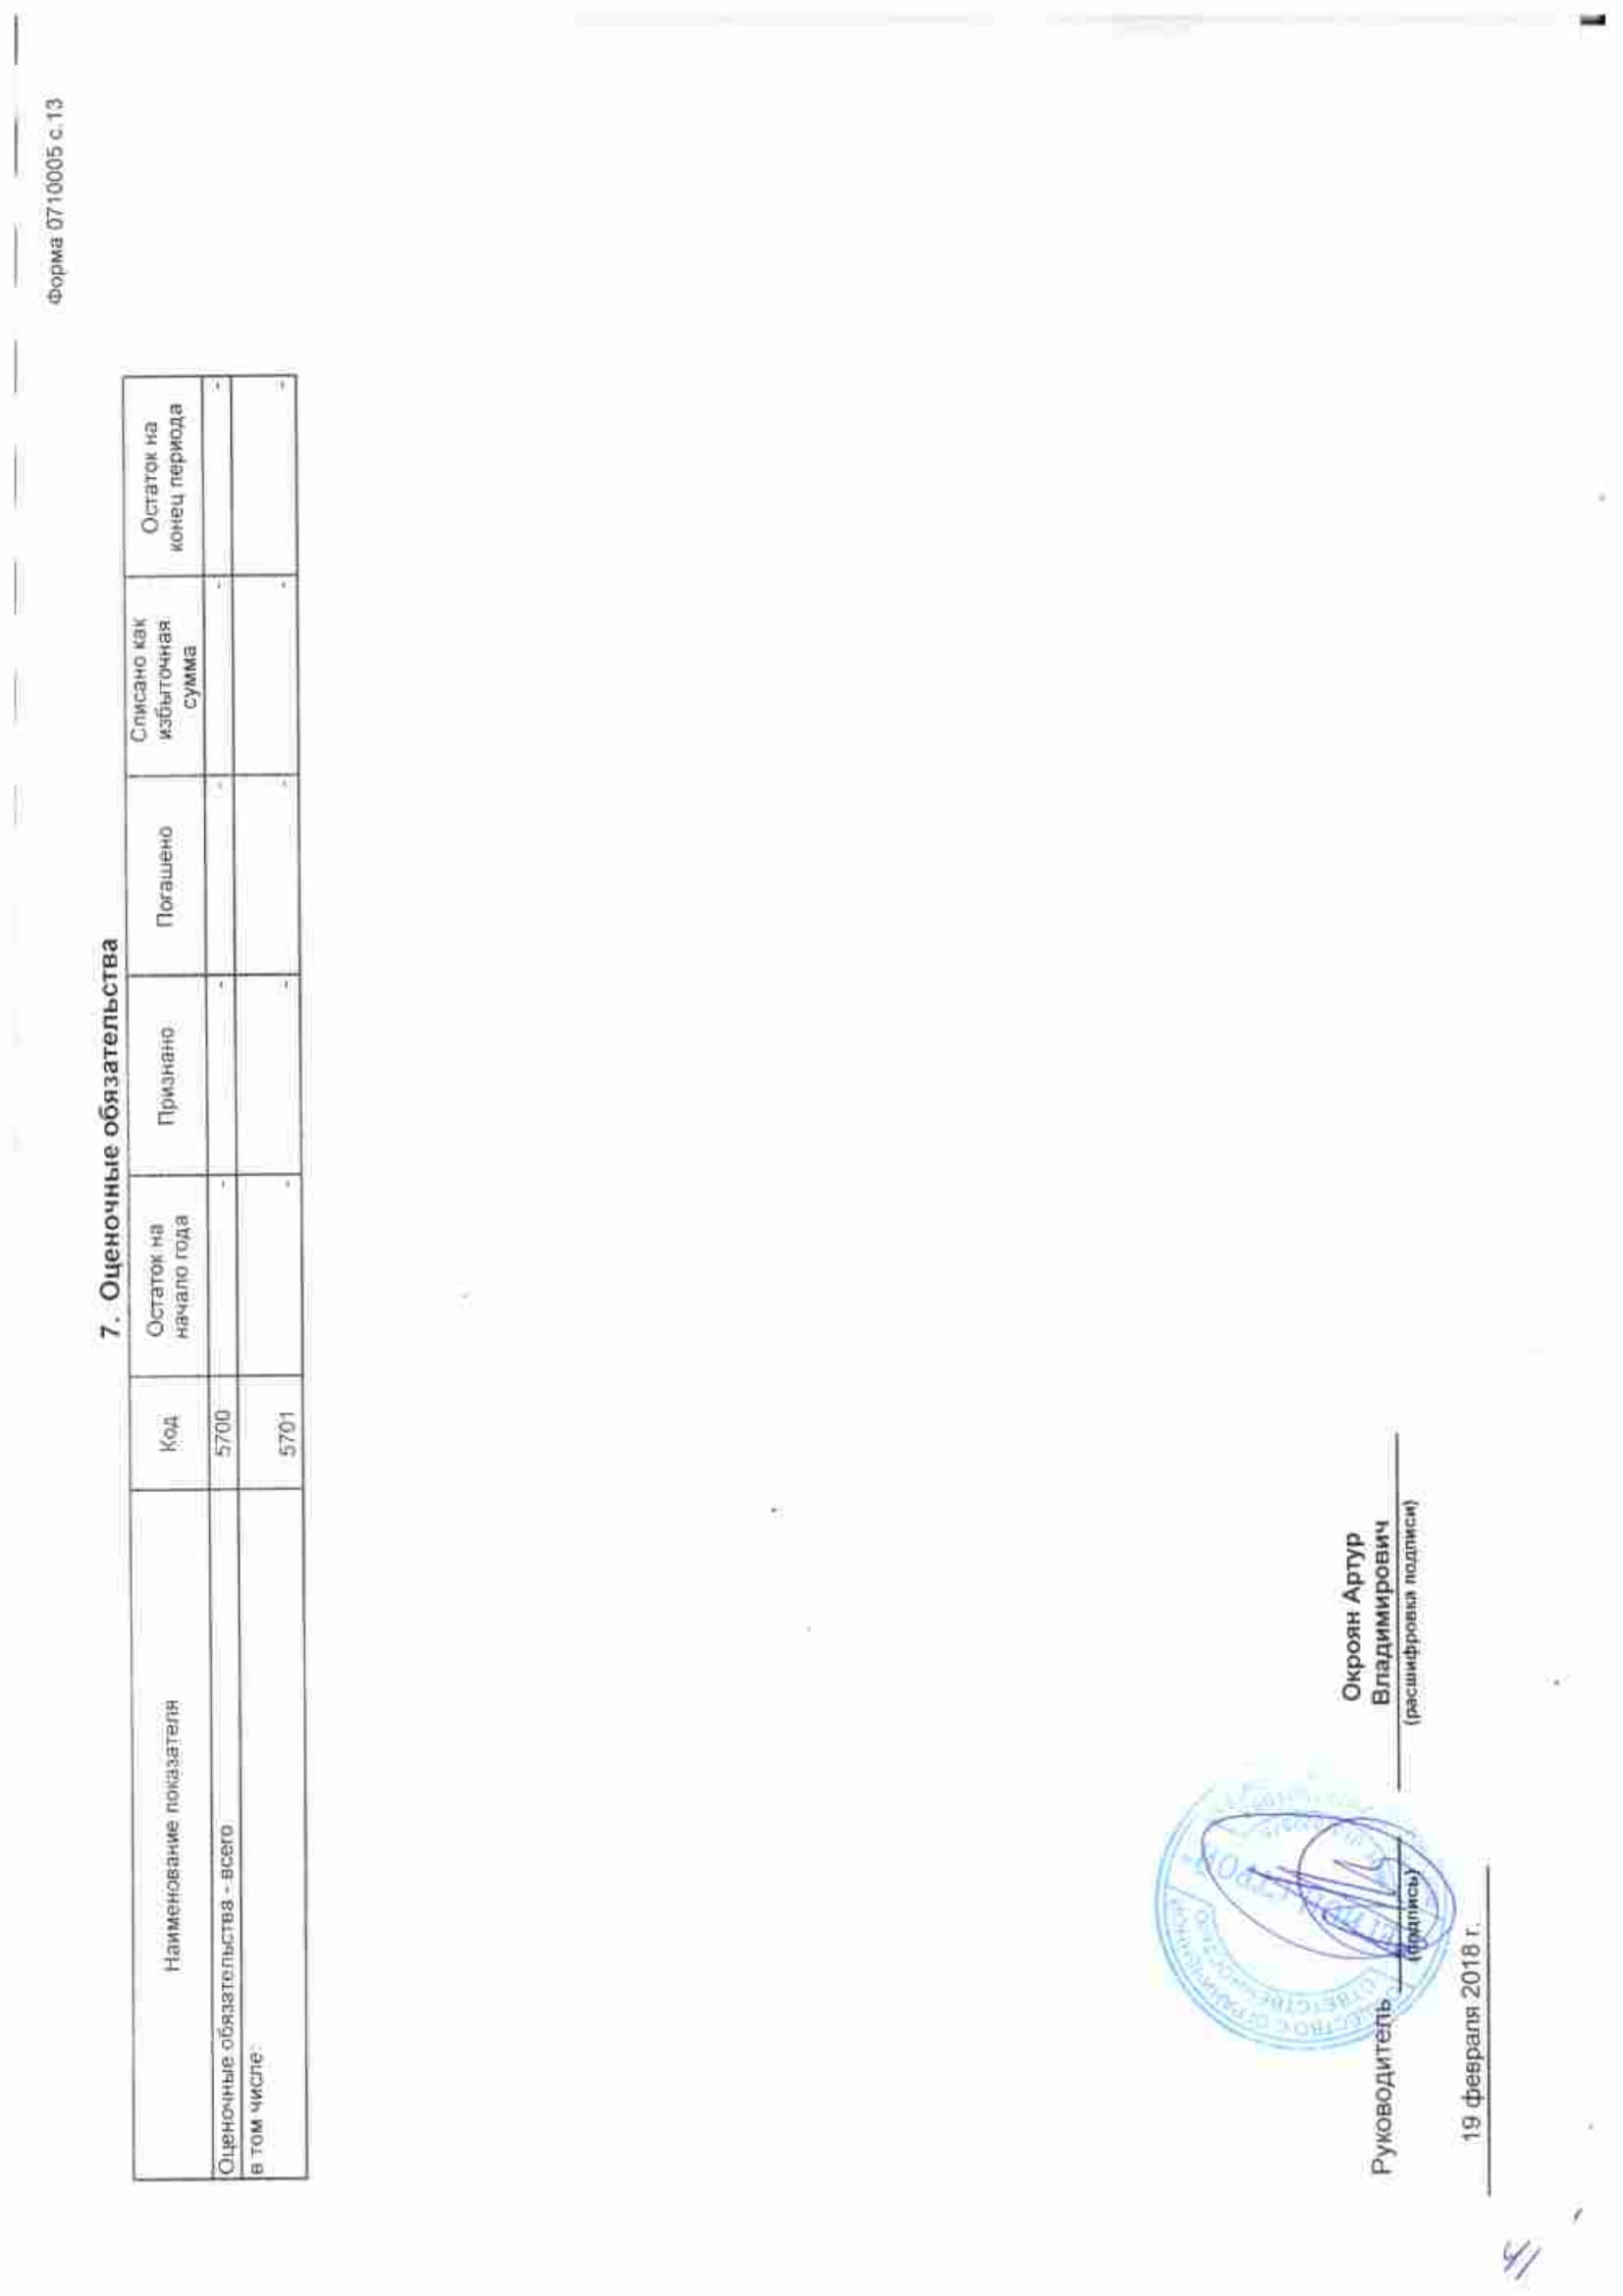 Форма 0710005 с.13
7. Оценочные обязательства
Наименование показателя
Код
Остаток на
начало года
Признано
Погашено
Списано как
избыточная
сумма
Остаток на
конец периода
Оценочные обязательства - всего 5700 - - - - -
в том числе:
5701 - - - - -
Руководитель
(подпись)
Окроян Артур
Владимирович
(расшифровка подписи)
19 февраля 2018 г.